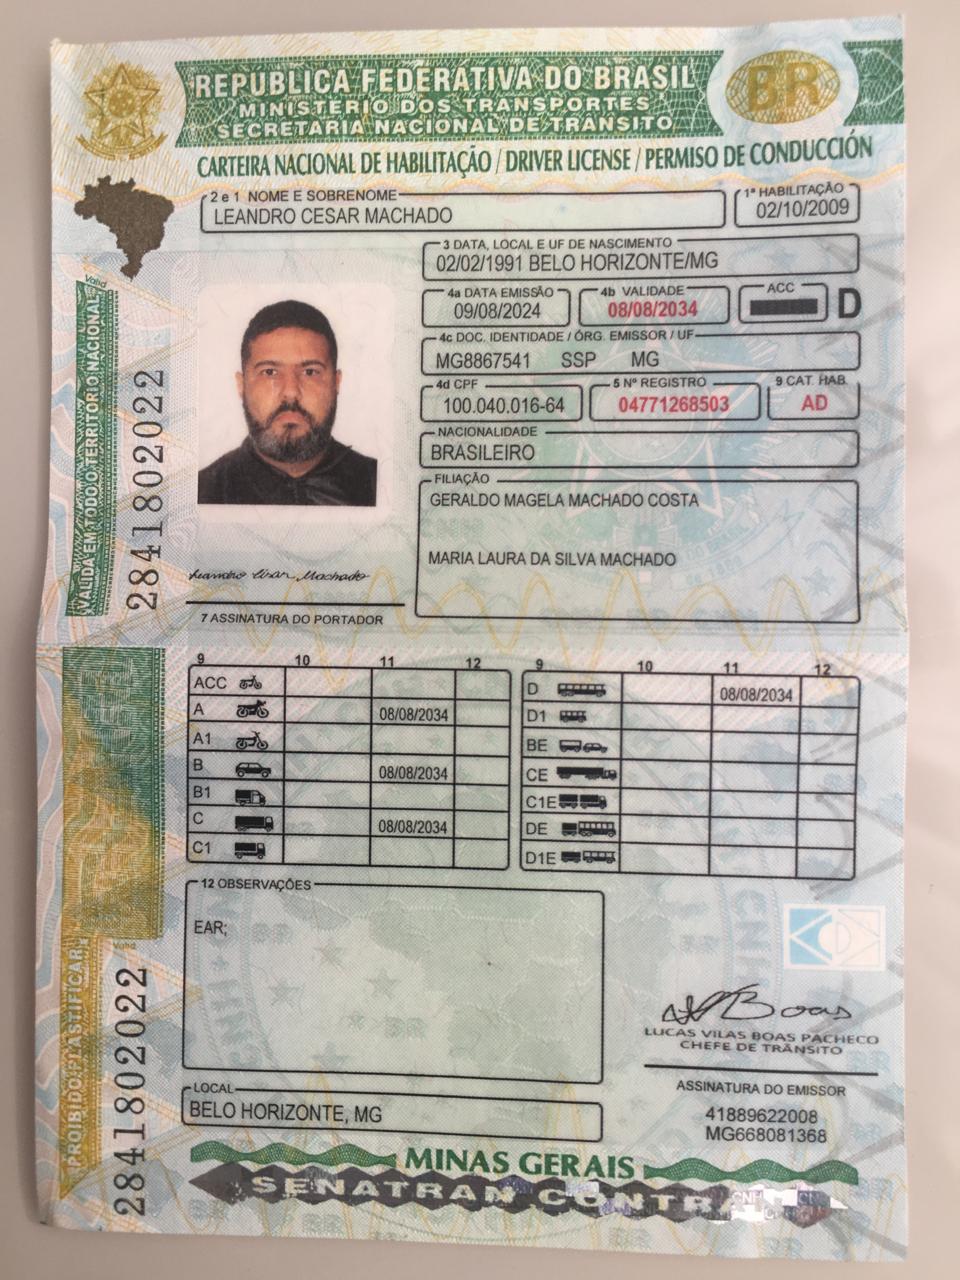 REPÚBLICA FEDERATIVA DO BRASIL
MINISTÉRIO DOS TRANSPORTES
SECRETARIA NACIONAL DE TRÂNSITO
BR
CARTEIRA NACIONAL DE HABILITAÇÃO / DRIVER LICENSE / PERMISO DE CONDUCCIÓN
2 e 1 NOME E SOBRENOME
LEANDRO CESAR MACHADO
1ª HABILITAÇÃO
02/10/2009
3 DATA, LOCAL E UF DE NASCIMENTO
02/02/1991 BELO HORIZONTE/MG
4a DATA EMISSÃO
09/08/2024
4b VALIDADE
08/08/2034
ACC
D
4c DOC. IDENTIDADE / ÓRG. EMISSOR / UF
MG8867541 SSP MG
4d CPF
100.040.016-64
5 Nº REGISTRO
04771268503
9 CAT. HAB.
AD
NACIONALIDADE
BRASILEIRO
FILIAÇÃO
GERALDO MAGELA MACHADO COSTA
MARIA LAURA DA SILVA MACHADO
Valid
VÁLIDA EM TODO O TERRITÓRIO NACIONAL
2841802022
Leandro César Machado
7 ASSINATURA DO PORTADOR
9 10 11 12 9 10 11 12
ACC
A 08/08/2034
A1
B 08/08/2034
B1
C 08/08/2034
C1
D 08/08/2034
D1
BE
CE
C1E
DE
D1E
12 OBSERVAÇÕES
EAR;
Valid
PROIBIDO PLASTIFICAR
2841802022
LOCAL
BELO HORIZONTE, MG
LUCAS VILAS BOAS PACHECO
CHEFE DE TRÂNSITO
ASSINATURA DO EMISSOR
41889622008
MG668081368
MINAS GERAIS
SENATRAN CONTRAN